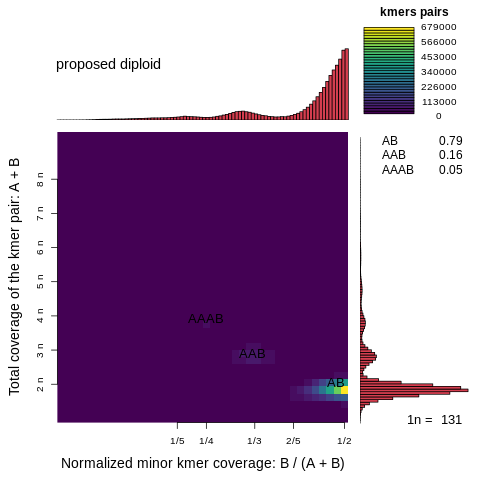 kmers pairs
679000
566000
453000
340000
226000
113000
0
proposed diploid
AB 0.79
AAB 0.16
AAAB 0.05
Total coverage of the kmer pair: A + B
8 n
7 n
6 n
5 n
4 n
3 n
2 n
AAAB
AAB
AB
1n = 131
1/5 1/4 1/3 2/5 1/2
Normalized minor kmer coverage: B / (A + B)